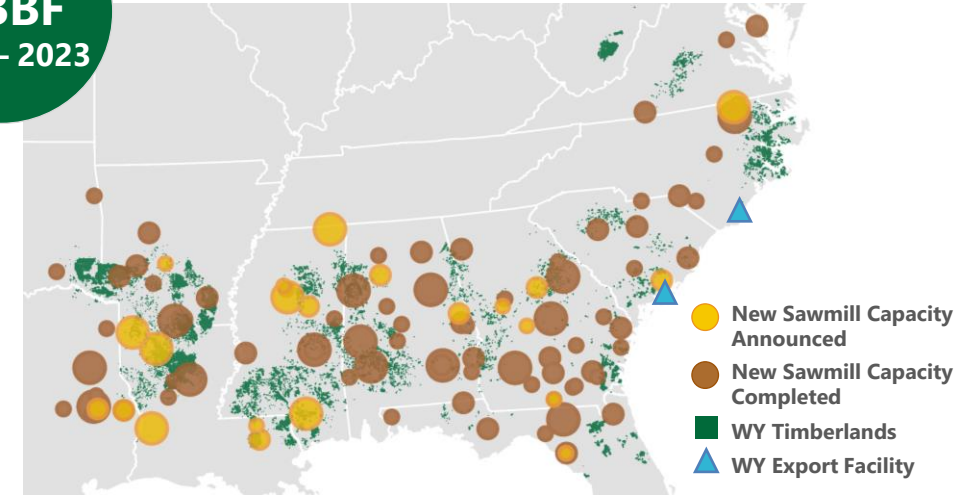 BBF
– 2023
New Sawmill Capacity
Announced
New Sawmill Capacity
Completed
WY Timberlands
WY Export Facility